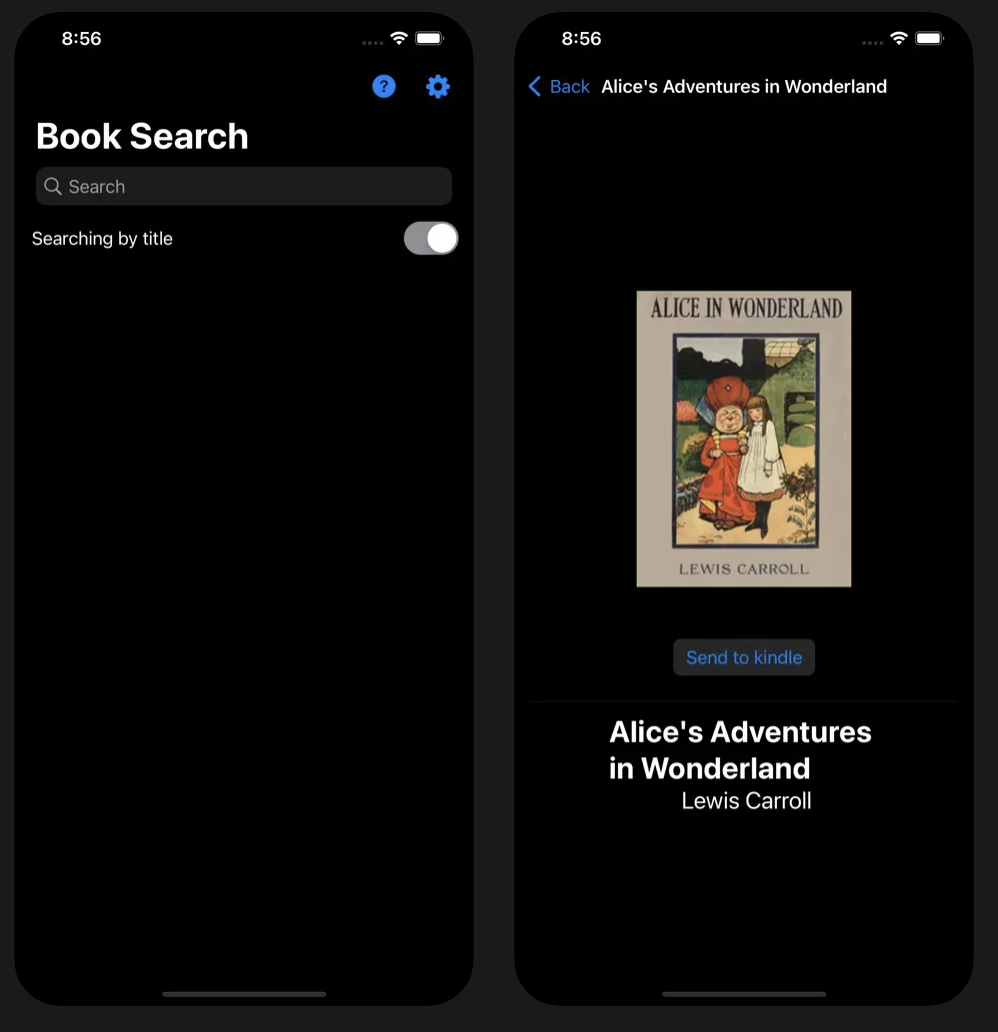 8:56
?
Book Search
Search
Searching by title
8:56
Back Alice's Adventures in Wonderland
ALICE IN WONDERLAND
LEWIS CARROLL
Send to kindle
Alice's Adventures
in Wonderland
Lewis Carroll